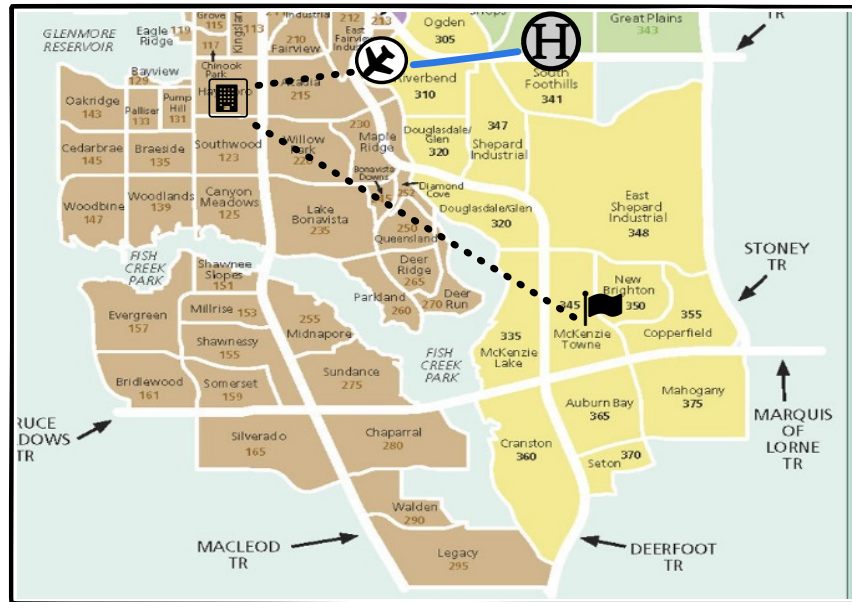 Grove
115
119
Eagle
Ridge
GLENMORE
RESERVOIR
117
Kingslan
113
Industrial
210
Fairview
212
East
Fairview
Indust
213
Ogden
305
Great Plains
343
TR
Chinook
Park
Bayview
129
Acadia
215
Riverbend
310
South
Foothills
341
H
Oakridge
143
Palliser
133
Pump
Hill
131
230
Maple
Ridge
Douglasdale/
Glen
320
347
Shepard
Industrial
Cedarbrae
145
Braeside
135
Southwood
123
Willow
Park
Bonavista
Downs
252
Diamond
Cove
Woodbine
147
Woodlands
139
Canyon
Meadows
125
Lake
Bonavista
235
250
Queensland
Douglasdale/Glen
320
East
Shepard
Industrial
348
FISH
CREEK
PARK
Shawnee
Slopes
151
Deer
Ridge
265
Parkland
260
270
Deer
Run
STONEY
TR
New
Brighton
350
345
McKenzie
Towne
355
Copperfield
Evergreen
157
Millrise 153
255
Midnapore
Shawnessy
155
335
McKenzie
Lake
FISH
CREEK
PARK
Bridlewood
161
Somerset
159
Sundance
275
Mahogany
375
Auburn Bay
365
MARQUIS
OF
LORNE
TR
RUCE
DOWS
TR
Silverado
165
Chaparral
280
Cranston
360
370
Seton
Walden
290
MACLEOD
TR
Legacy
295
DEERFOOT
TR